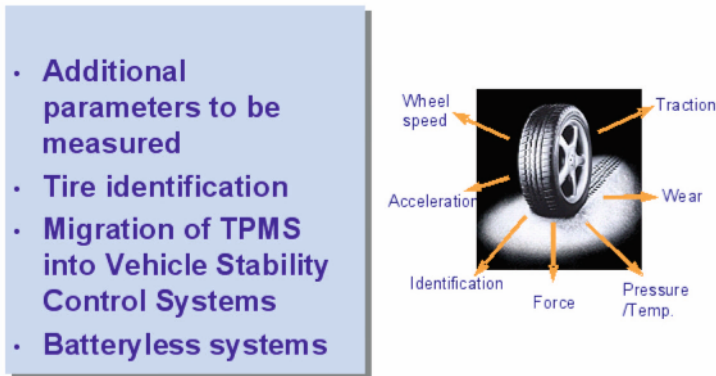 • Additional
parameters to be
measured
• Tire identification
• Migration of TPMS
into Vehicle Stability
Control Systems
• Batteryless systems
Wheel
speed
Traction
Acceleration
Wear
Identification
Force
Pressure
/Temp.